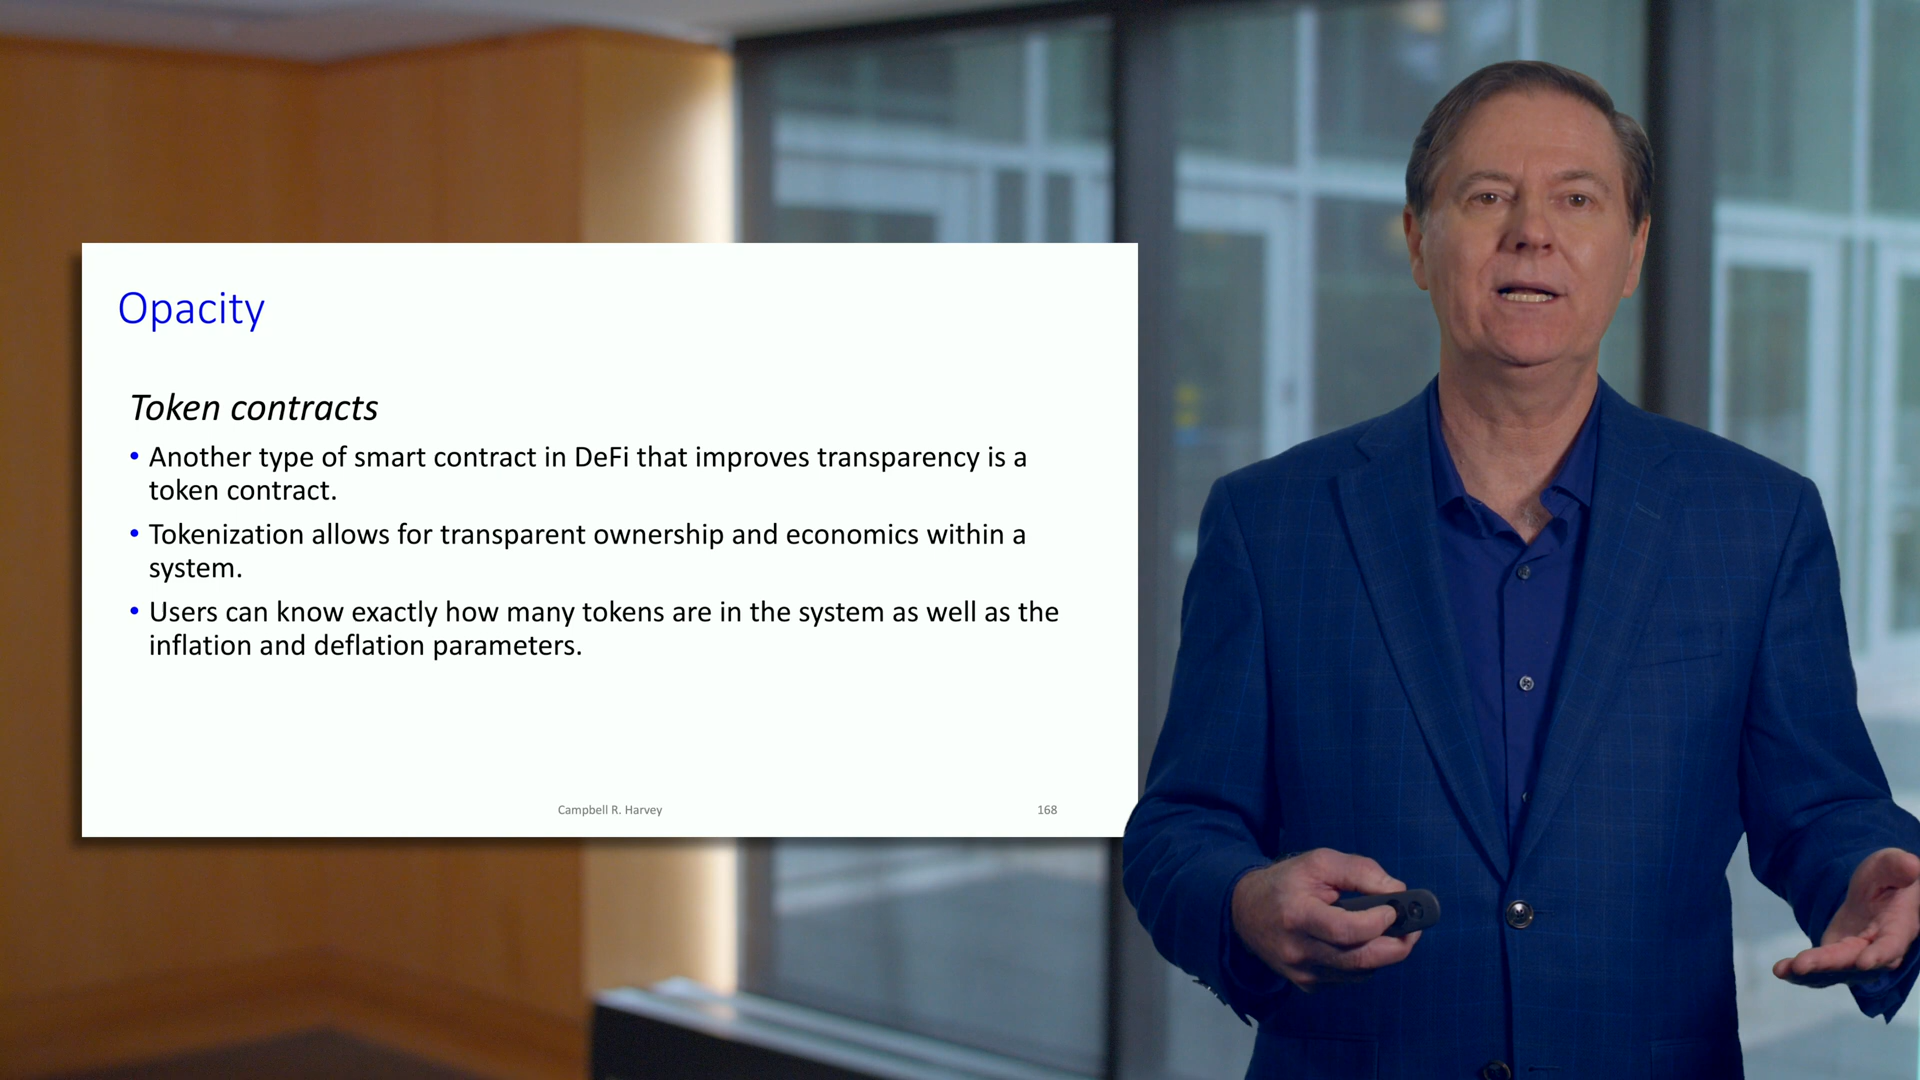 Opacity
Token contracts
• Another type of smart contract in DeFi that improves transparency is a
token contract.
• Tokenization allows for transparent ownership and economics within a
system.
• Users can know exactly how many tokens are in the system as well as the
inflation and deflation parameters.
Campbell R. Harvey
168